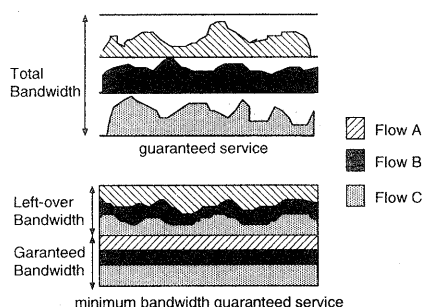 Total
Bandwidth
guaranteed service
Flow A
Flow B
Flow C
Left-over
Bandwidth
Garanteed
Bandwidth
minimum bandwidth guaranteed service